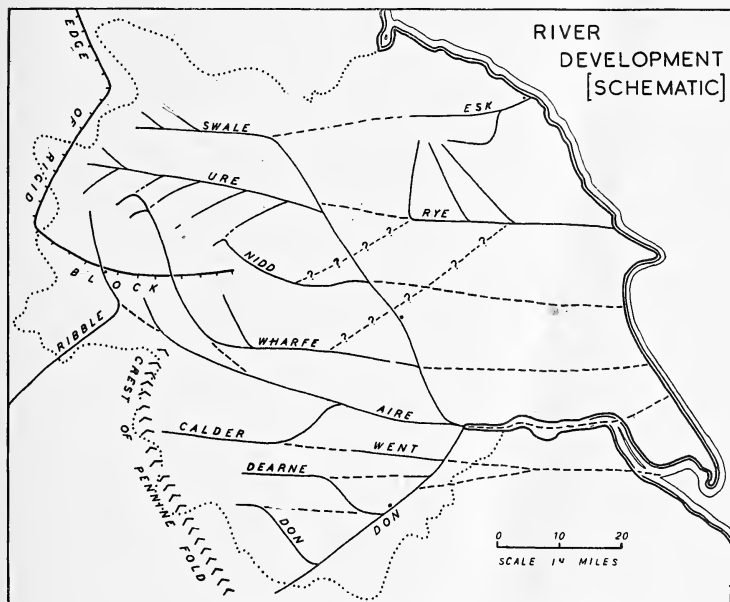 RIVER
DEVELOPMENT
[SCHEMATIC]
EDGE
OF
RIGID
BLOCK
ESK
SWALE
URE
RYE
? ? ? ?
NIDD
? ? ? ? ?
RIBBLE
WHARFE
CREST
OF
PENNINE
FOLD
AIRE
CALDER
WENT
DEARNE
DON
DON
0 10 20
SCALE IN MILES